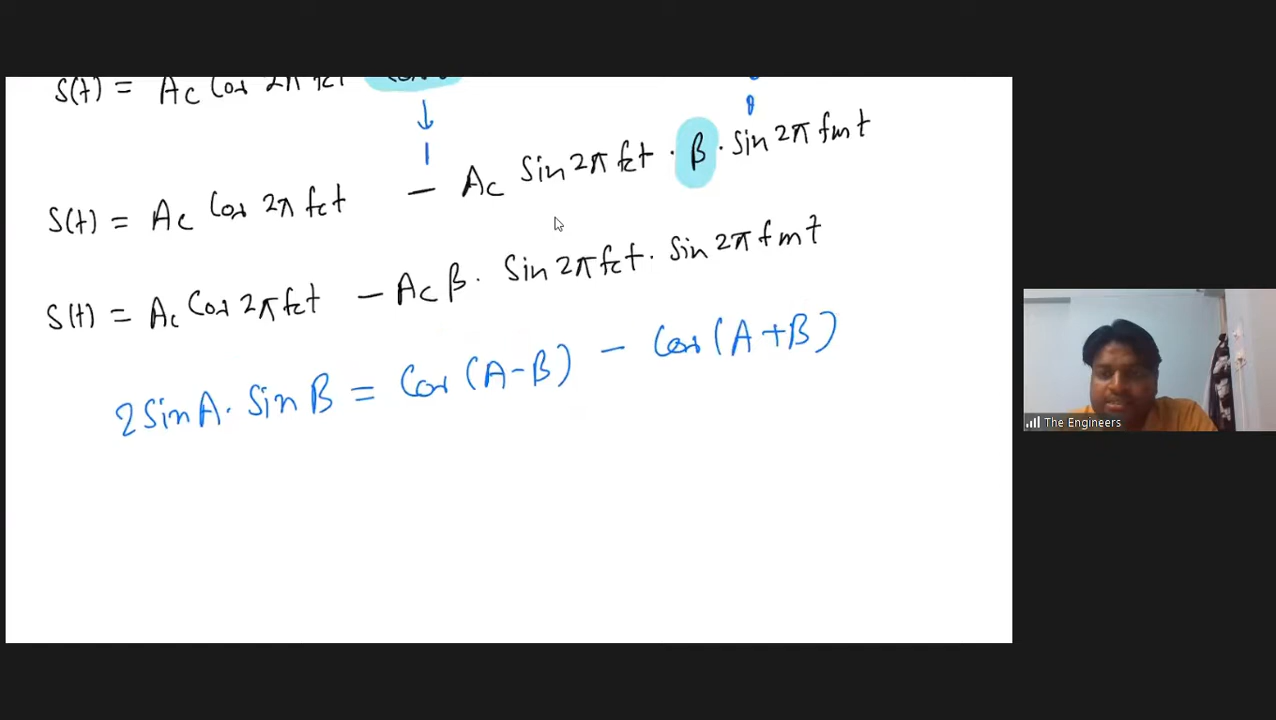 S(t) = Ac Cos 2π fct
S(t) = Ac Cos 2π fct − Ac Sin 2π fct · β · Sin 2π fmt
S(t) = Ac Cos 2π fct − Ac β · Sin 2π fct · Sin 2π fmt
2 Sin A · Sin B = Cos (A − B) − Cos (A + B)
The Engineers